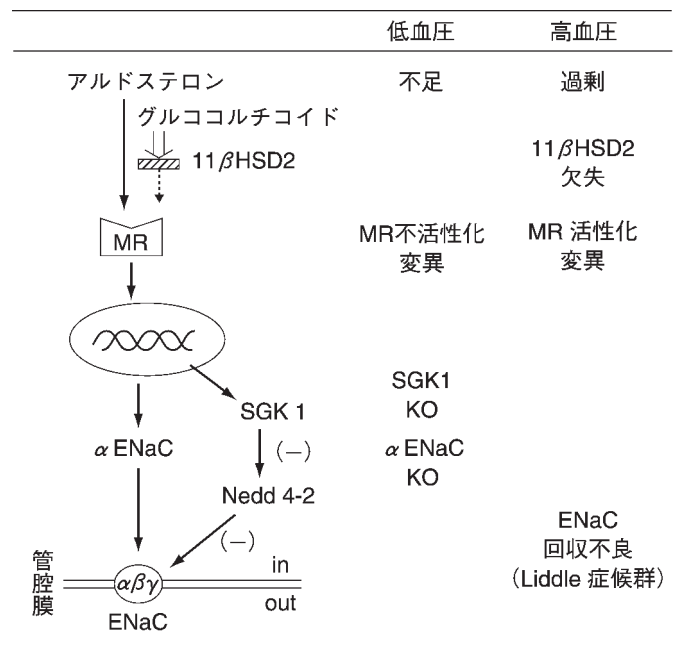 低血圧 高血圧
アルドステロン 不足 過剰
グルココルチコイド
11βHSD2
11βHSD2
欠失
MR
MR不活性化
変異
MR 活性化
変異
SGK1
KO
SGK 1
α ENaC
(−)
α ENaC
KO
Nedd 4-2
(−)
ENaC
回収不良
(Liddle 症候群)
管腔膜
in
αβγ
out
ENaC